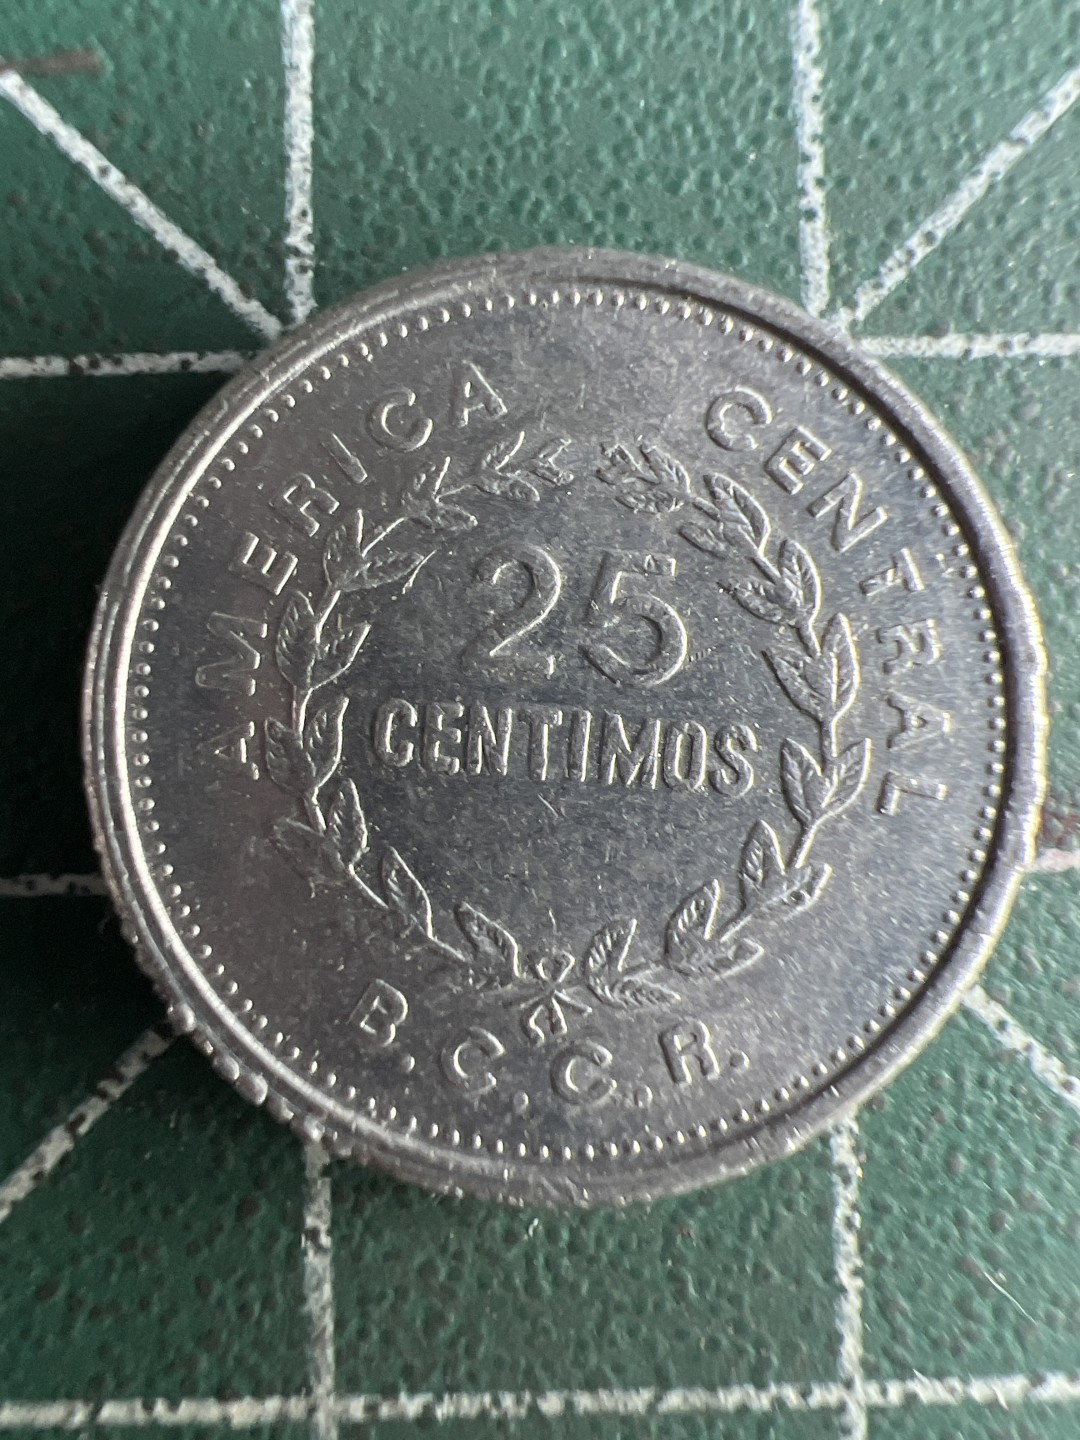 AMERICA CENTRAL
25
CENTIMOS
B.C.C.R.